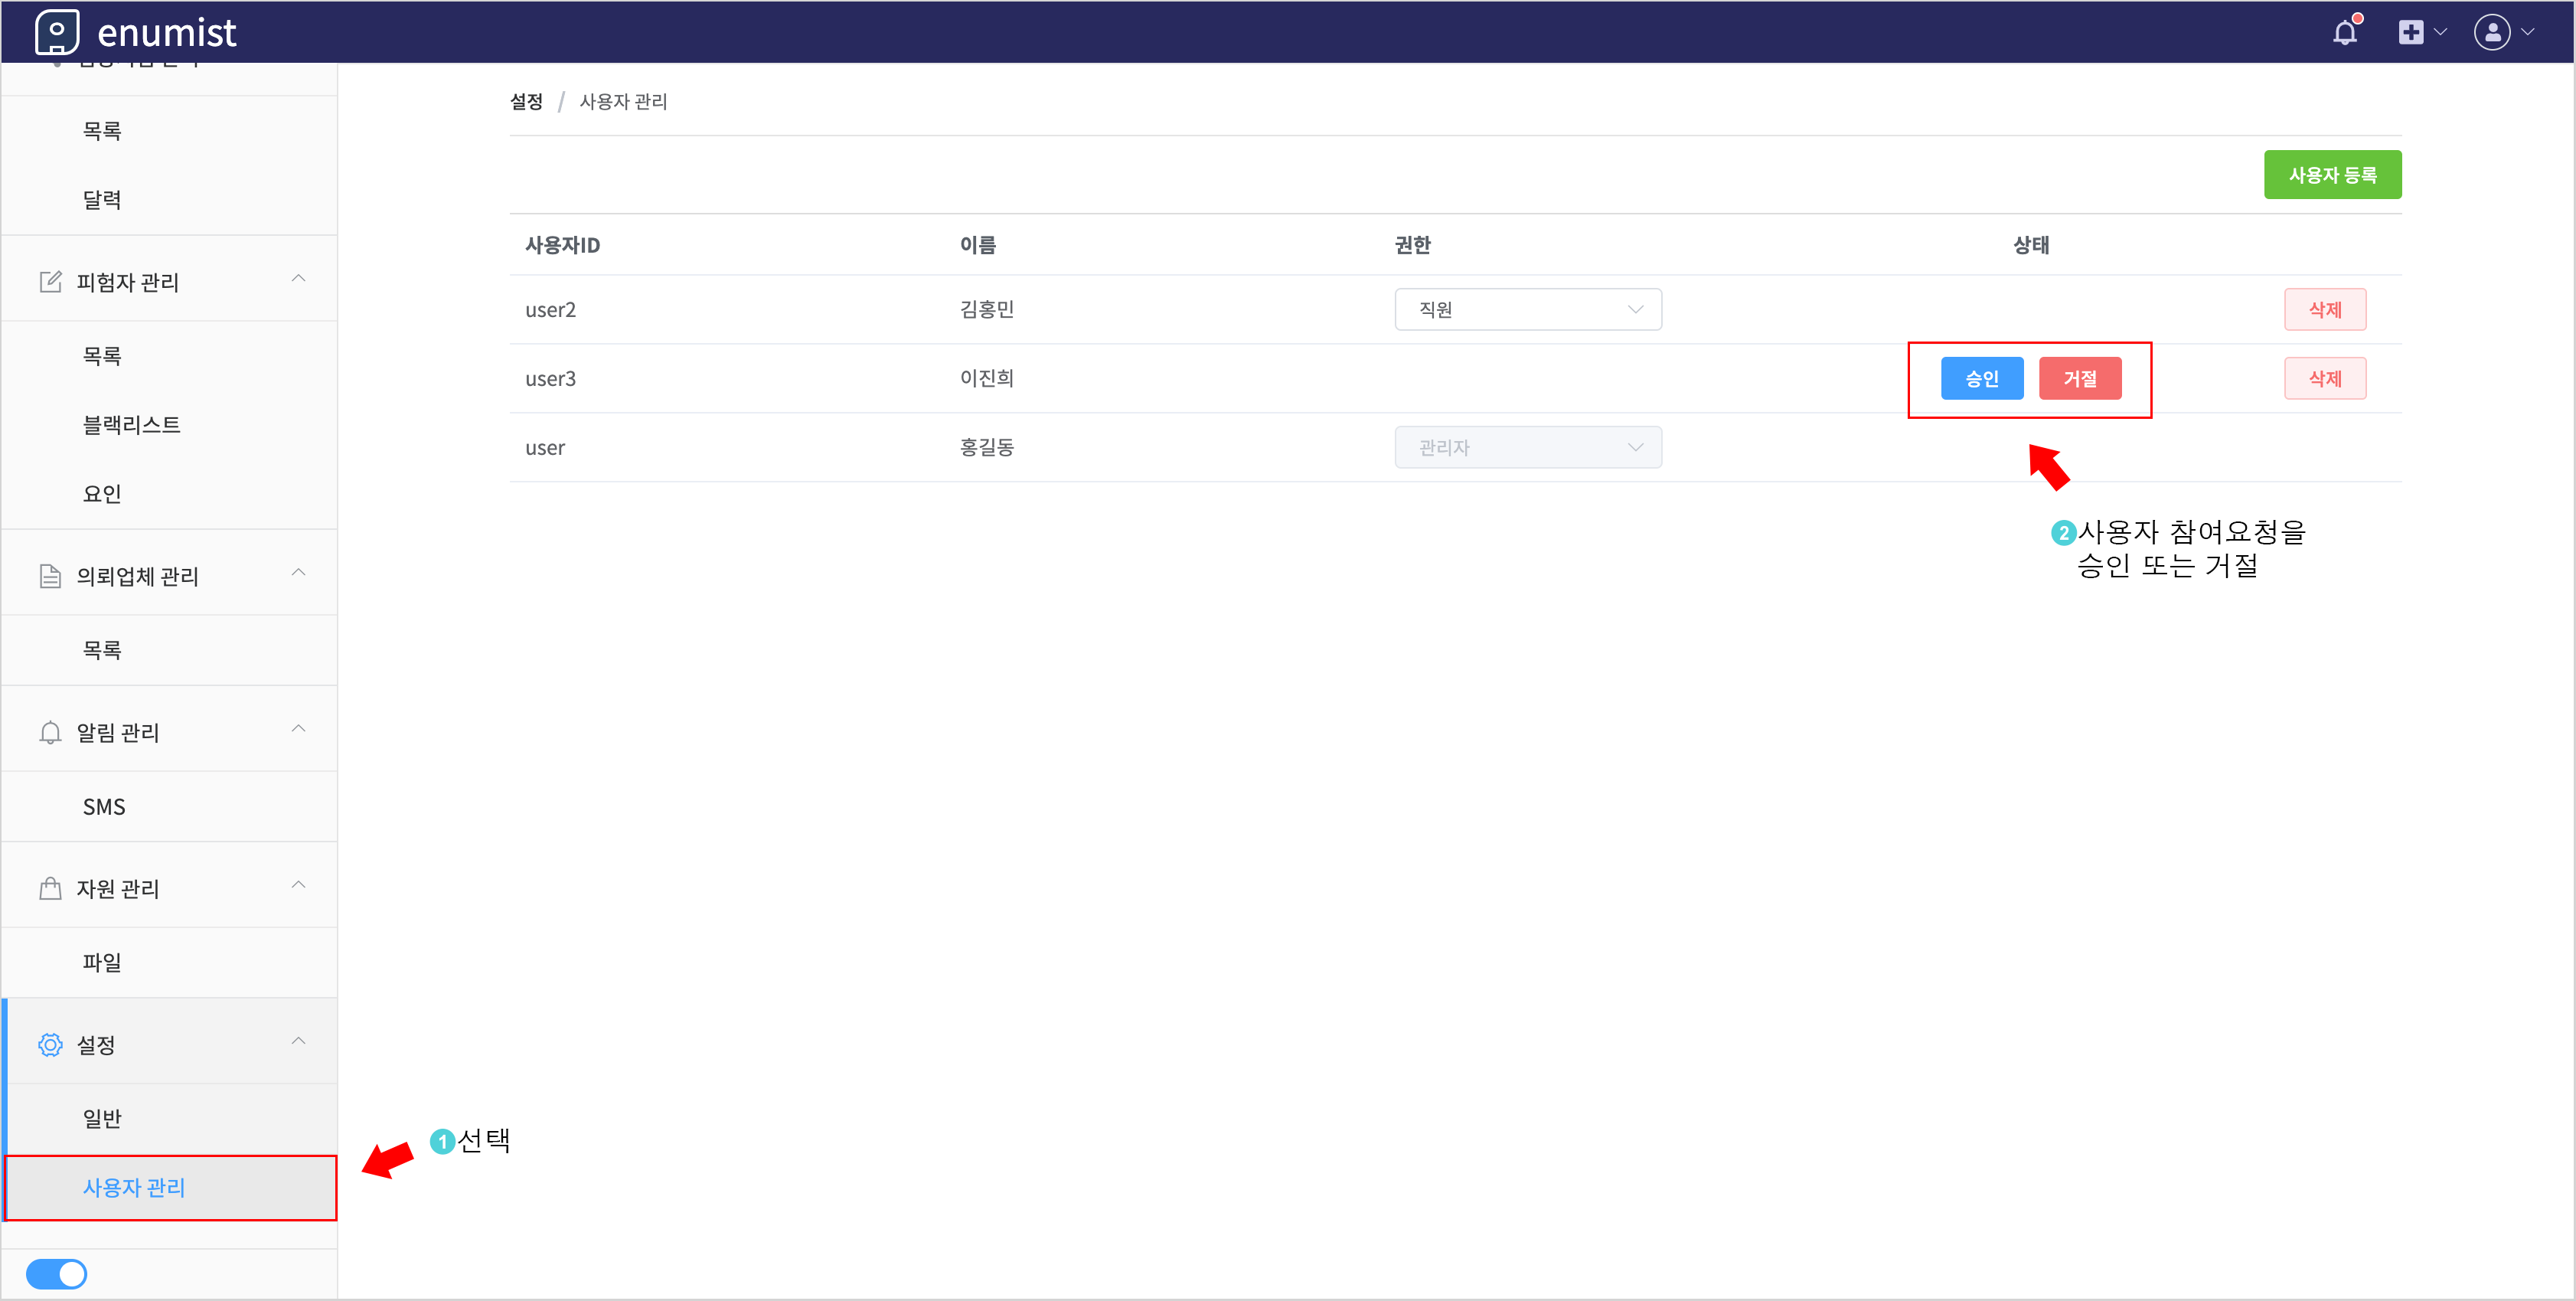 enumist
목록
달력
피험자 관리
목록
블랙리스트
요인
의뢰업체 관리
목록
알림 관리
SMS
자원 관리
파일
설정
일반
사용자 관리
1 선택
설정 / 사용자 관리
사용자 등록
사용자ID 이름 권한 상태
user2 김홍민 직원 삭제
user3 이진희 승인 거절 삭제
user 홍길동 관리자
2 사용자 참여요청을
승인 또는 거절